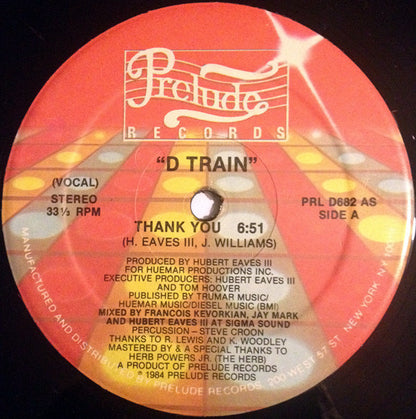 Prelude
RECORDS
"D TRAIN"
(VOCAL)
STEREO
33⅓ RPM
PRL D682 AS
SIDE A
THANK YOU 6:51
(H. EAVES III, J. WILLIAMS)
PRODUCED BY HUBERT EAVES III
FOR HUEMAR PRODUCTIONS INC.
EXECUTIVE PRODUCERS: HUBERT EAVES III
AND TOM HOOVER
PUBLISHED BY TRUMAR MUSIC/
HUEMAR MUSIC/DIESEL MUSIC (BMI)
MIXED BY FRANCOIS KEVORKIAN, JAY MARK
AND HUBERT EAVES III AT SIGMA SOUND
PERCUSSION – STEVE CROON
THANKS TO R. LEWIS AND K. WOODLEY
MASTERED BY & A SPECIAL THANKS TO
HERB POWERS JR. (THE HERB)
A PRODUCT OF PRELUDE RECORDS
℗ 1984 PRELUDE RECORDS
MANUFACTURED AND DISTRIBUTED PRELUDE RECORDS, 200 WEST 57 ST., NEW YORK, NY